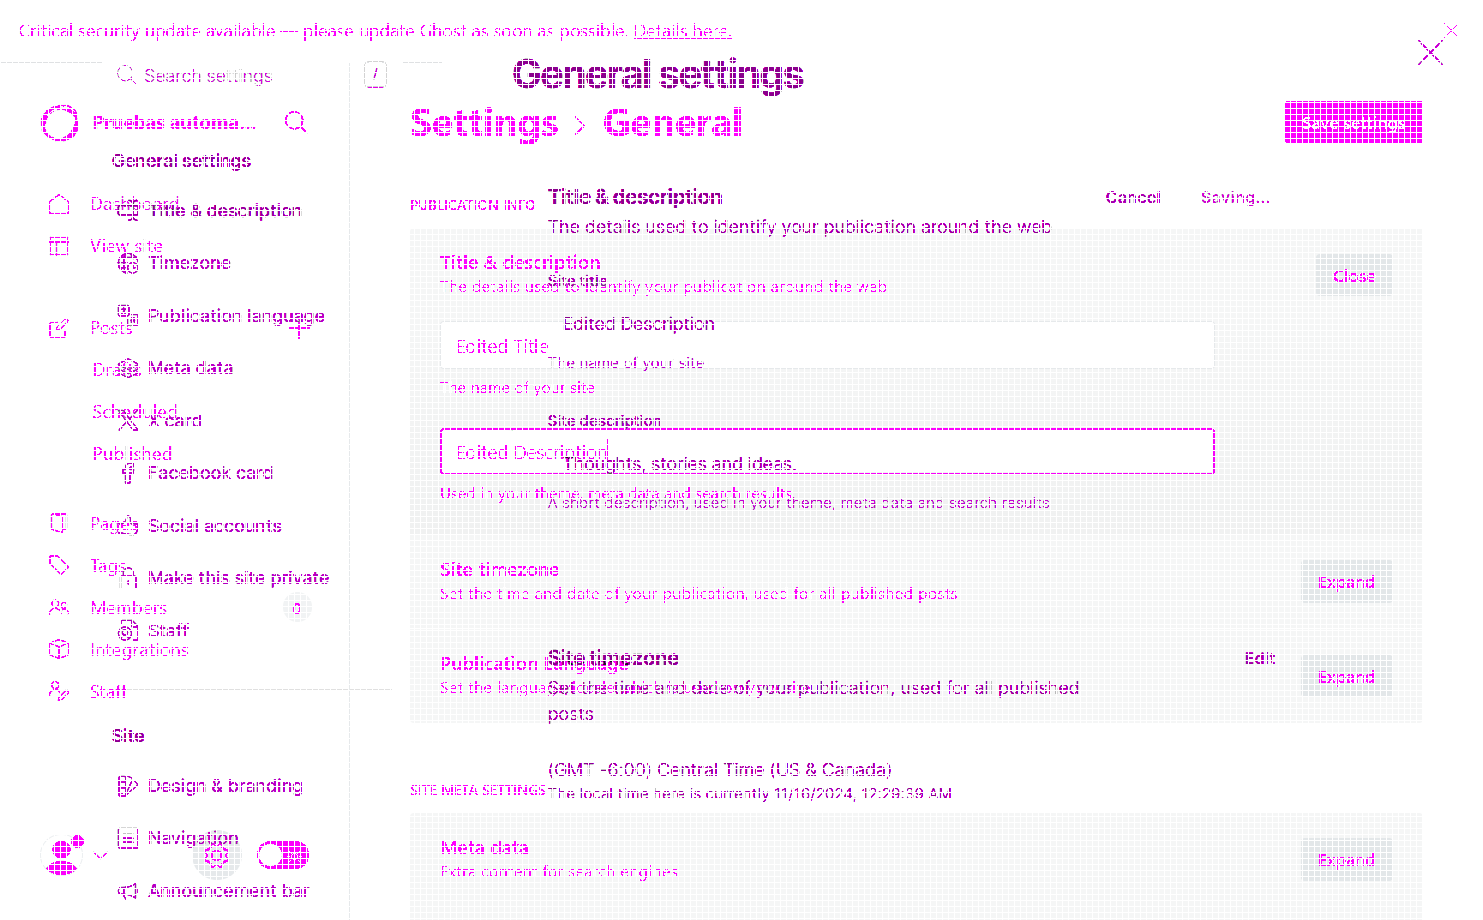 Critical security update available — please update Ghost as soon as possible. Details here.
Search settings
/
General settings
Pruebas automa...
Settings > General
Save settings
General settings
Dashboard
Title & description
View site
Timezone
Publication language
Posts
Meta data
Drafts
Scheduled
X card
Published
Facebook card
Pages
Social accounts
Tags
Make this site private
Members
0
Staff
Integrations
Staff
Site
Design & branding
Navigation
Announcement bar
PUBLICATION INFO
Title & description
Cancel
Saving...
The details used to identify your publication around the web
Title & description
The details used to identify your publication around the web
Close
Site title
Edited Description
Edited Title
The name of your site
The name of your site
Site description
Edited Description
Thoughts, stories and ideas.
Used in your theme, meta data and search results.
A short description, used in your theme, meta data and search results
Site timezone
Set the time and date of your publication, used for all published posts
Expand
Site timezone
Edit
Set the time and date of your publication, used for all published
posts
Publication Language
Set the language
Expand
(GMT -6:00) Central Time (US & Canada)
The local time here is currently 11/16/2024, 12:29:39 AM
SITE META SETTINGS
Meta data
Extra content for search engines
Expand